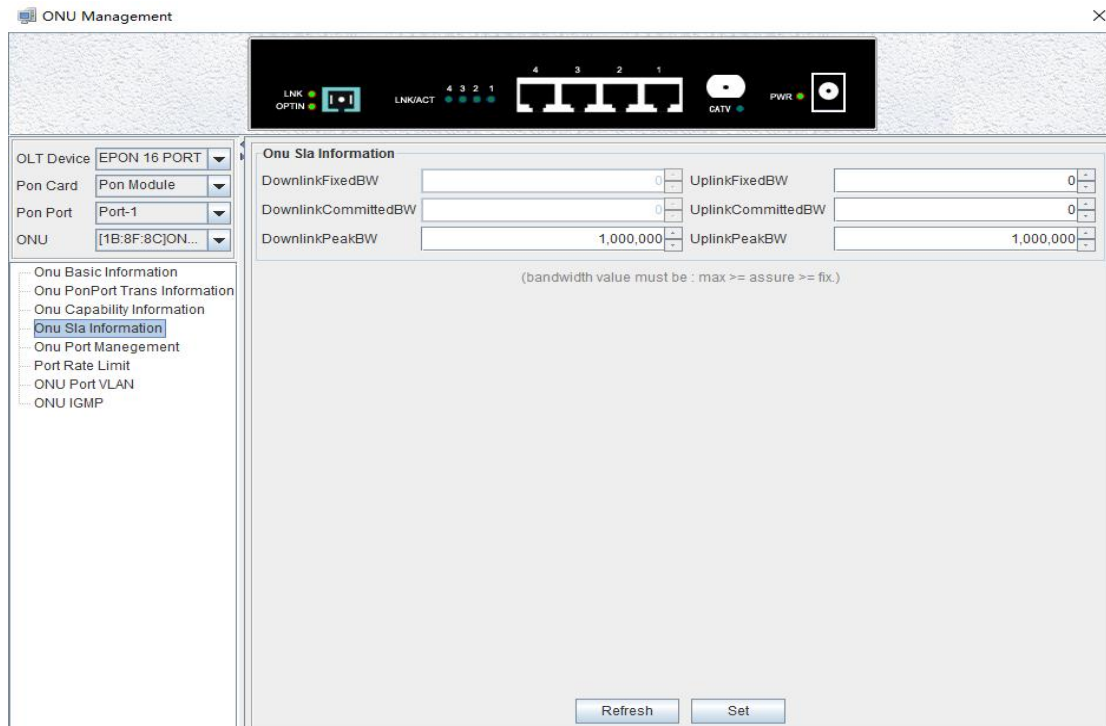 ONU Management
4 3 2 1
LNK
OPTIN
LNK/ACT
4 3 2 1
CATV
PWR
OLT Device EPON 16 PORT
Pon Card Pon Module
Pon Port Port-1
ONU [1B:8F:8C]ON...
Onu Basic Information
Onu PonPort Trans Information
Onu Capability Information
Onu Sla Information
Onu Port Manegement
Port Rate Limit
ONU Port VLAN
ONU IGMP
Onu Sla Information
DownlinkFixedBW 0 UplinkFixedBW 0
DownlinkCommittedBW 0 UplinkCommittedBW 0
DownlinkPeakBW 1,000,000 UplinkPeakBW 1,000,000
(bandwidth value must be : max >= assure >= fix.)
Refresh Set